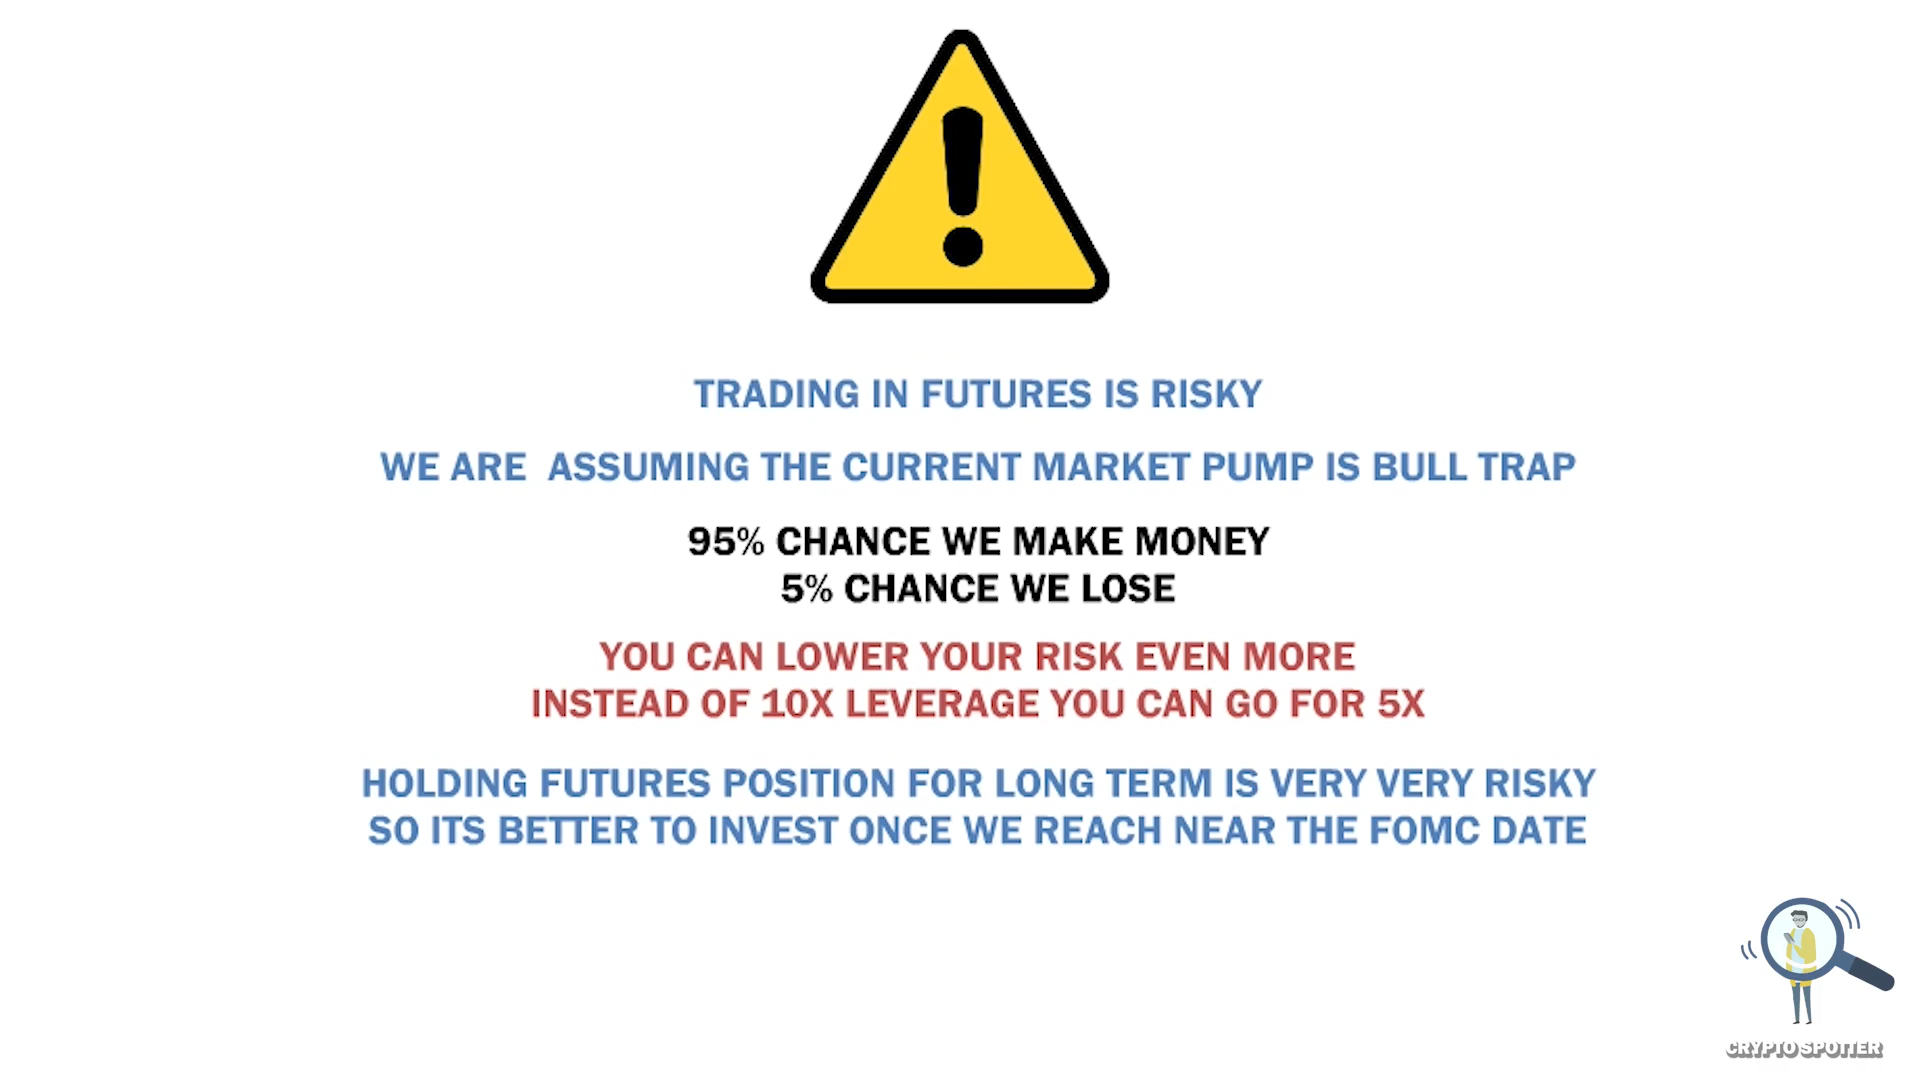 TRADING IN FUTURES IS RISKY
WE ARE ASSUMING THE CURRENT MARKET PUMP IS BULL TRAP
95% CHANCE WE MAKE MONEY
5% CHANCE WE LOSE
YOU CAN LOWER YOUR RISK EVEN MORE
INSTEAD OF 10X LEVERAGE YOU CAN GO FOR 5X
HOLDING FUTURES POSITION FOR LONG TERM IS VERY VERY RISKY
SO ITS BETTER TO INVEST ONCE WE REACH NEAR THE FOMC DATE
CRYPTO SPOTTER